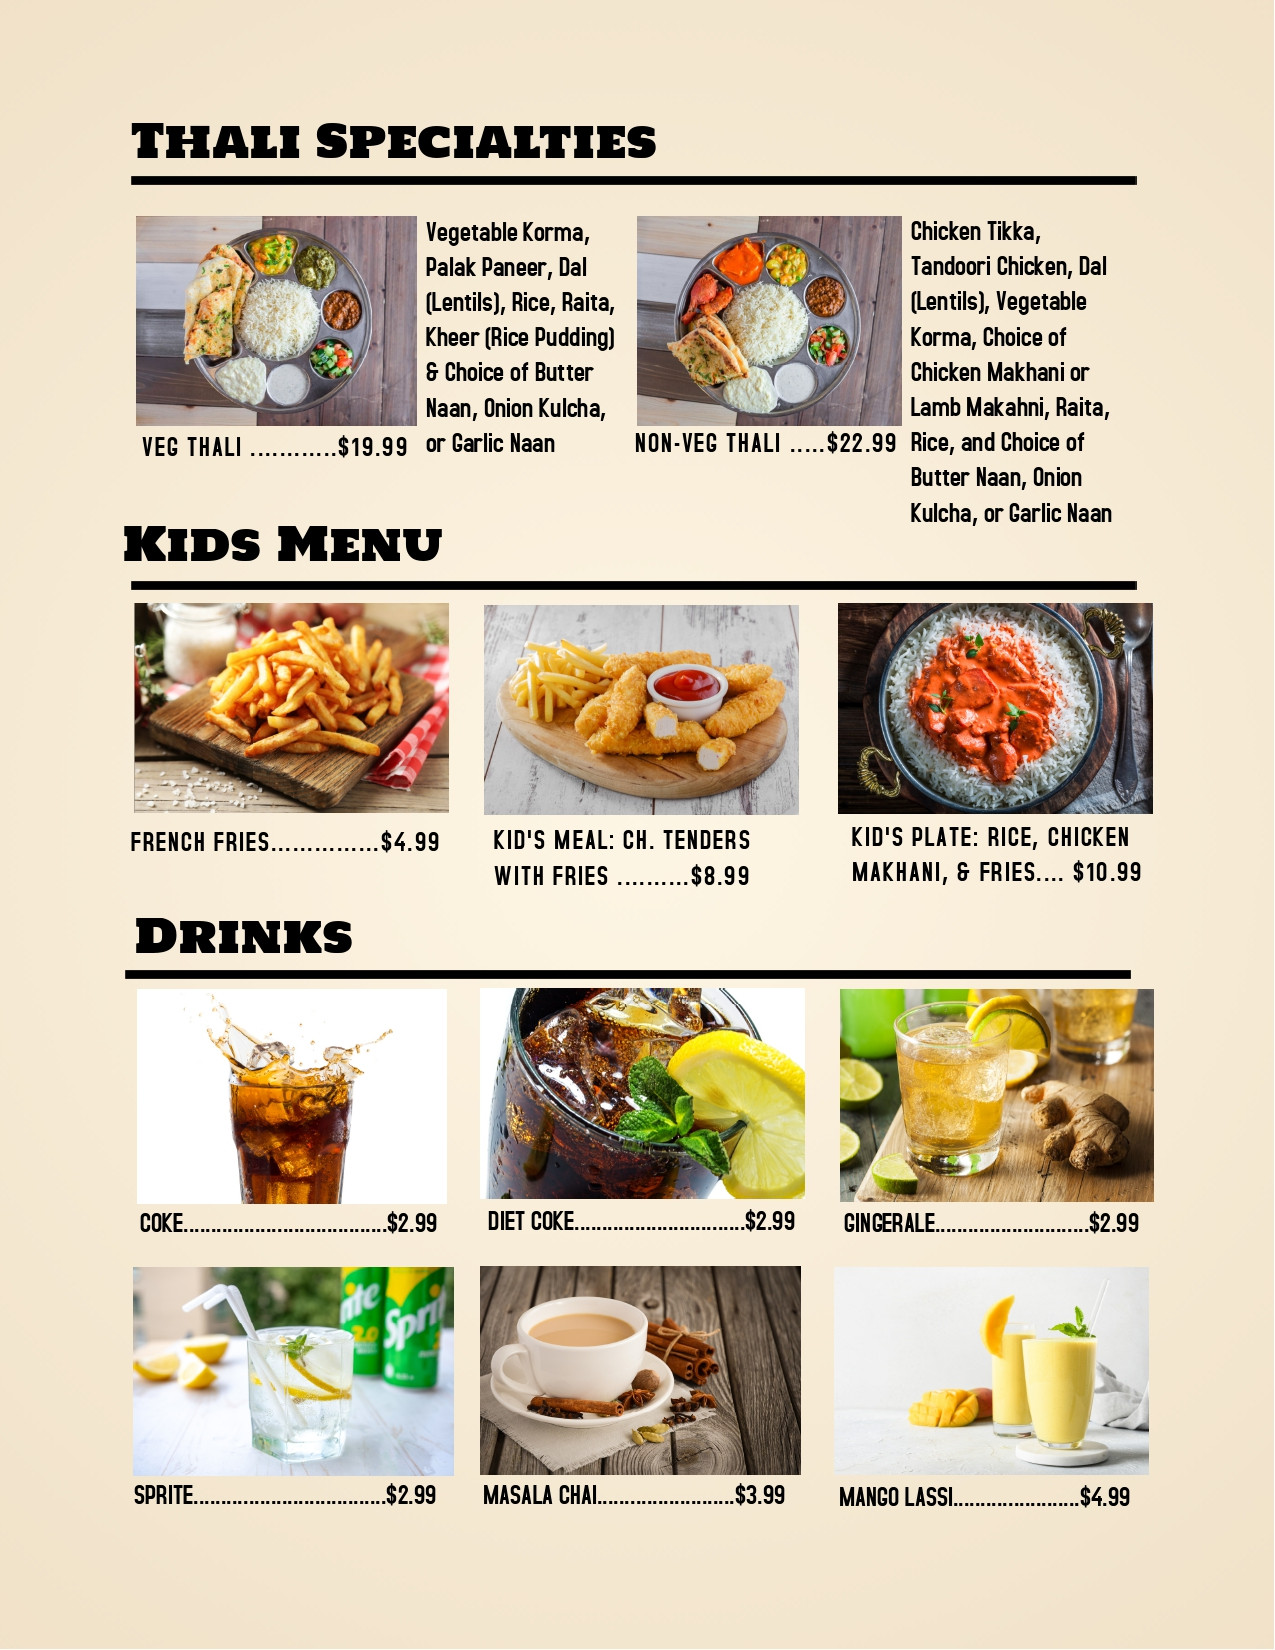 THALI SPECIALTIES
Vegetable Korma,
Palak Paneer, Dal
(Lentils), Rice, Raita,
Kheer (Rice Pudding)
& Choice of Butter
Naan, Onion Kulcha,
or Garlic Naan
VEG THALI ............$19.99
Chicken Tikka,
Tandoori Chicken, Dal
(Lentils), Vegetable
Korma, Choice of
Chicken Makhani or
Lamb Makahni, Raita,
Rice, and Choice of
Butter Naan, Onion
Kulcha, or Garlic Naan
NON-VEG THALI .....$22.99
KIDS MENU
FRENCH FRIES...............$4.99
KID'S MEAL: CH. TENDERS
WITH FRIES ..........$8.99
KID'S PLATE: RICE, CHICKEN
MAKHANI, & FRIES.... $10.99
DRINKS
COKE.....................................$2.99
DIET COKE...............................$2.99
GINGERALE............................$2.99
rite
2.0
Sprit
SPRITE...................................$2.99
MASALA CHAI.........................$3.99
MANGO LASSI.......................$4.99